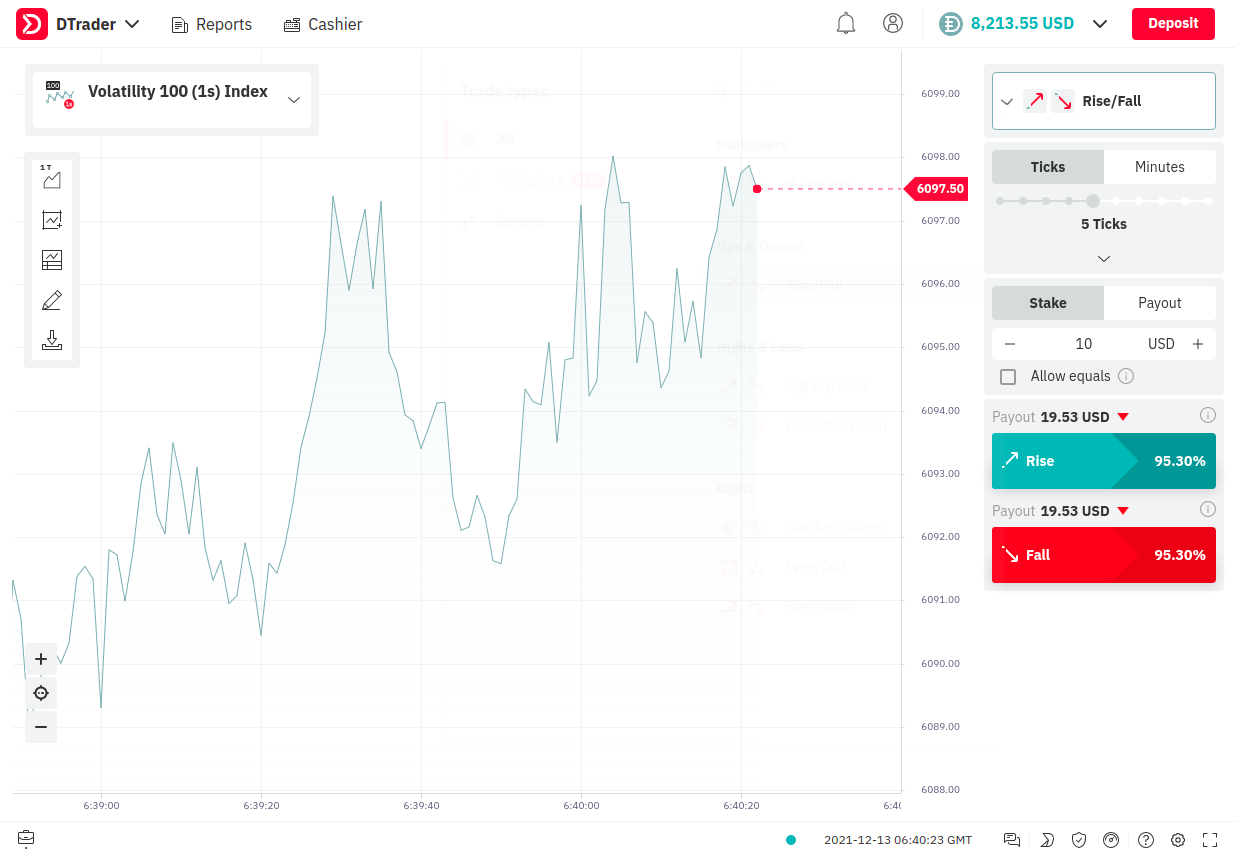 DTrader
Reports
Cashier
8,213.55 USD
Deposit
100
1s
Volatility 100 (1s) Index
1 T
Trade types
All
Multipliers
Multipliers
Options
Ups & Downs
Rise/Fall
Highs & Lows
Higher/Lower
Touch/No Touch
Digits
Matches/Differs
Even/Odd
Over/Under
6099.00
6098.00
6097.50
6097.00
6096.00
6095.00
6094.00
6093.00
6092.00
6091.00
6090.00
6089.00
6088.00
6:39:00
6:39:20
6:39:40
6:40:00
6:40:20
6:40
Rise/Fall
Ticks
Minutes
5 Ticks
Stake
Payout
− 10 USD +
Allow equals
Payout 19.53 USD
Rise 95.30%
Payout 19.53 USD
Fall 95.30%
2021-12-13 06:40:23 GMT